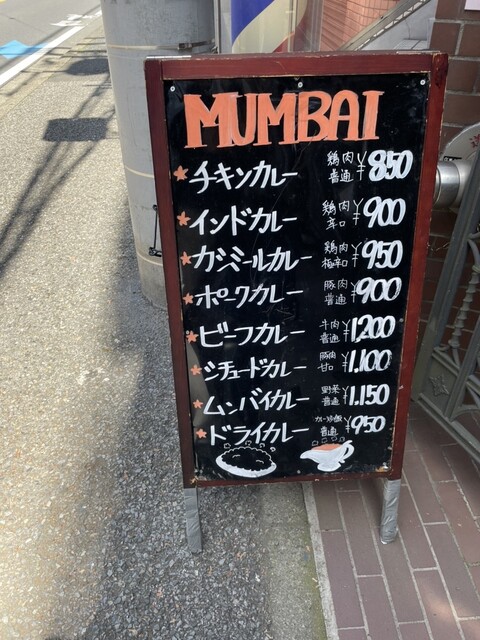 MUMBAI
チキンカレー 鶏肉 普通 ¥850
インドカレー 鶏肉 辛口 ¥900
カシミールカレー 鶏肉 極辛口 ¥950
ポークカレー 豚肉 普通 ¥900
ビーフカレー 牛肉 普通 ¥1200
シチュードカレー 豚肉 甘口 ¥1.100
ムンバイカレー 野菜 普通 ¥1.150
ドライカレー カレー炒飯 普通 ¥950